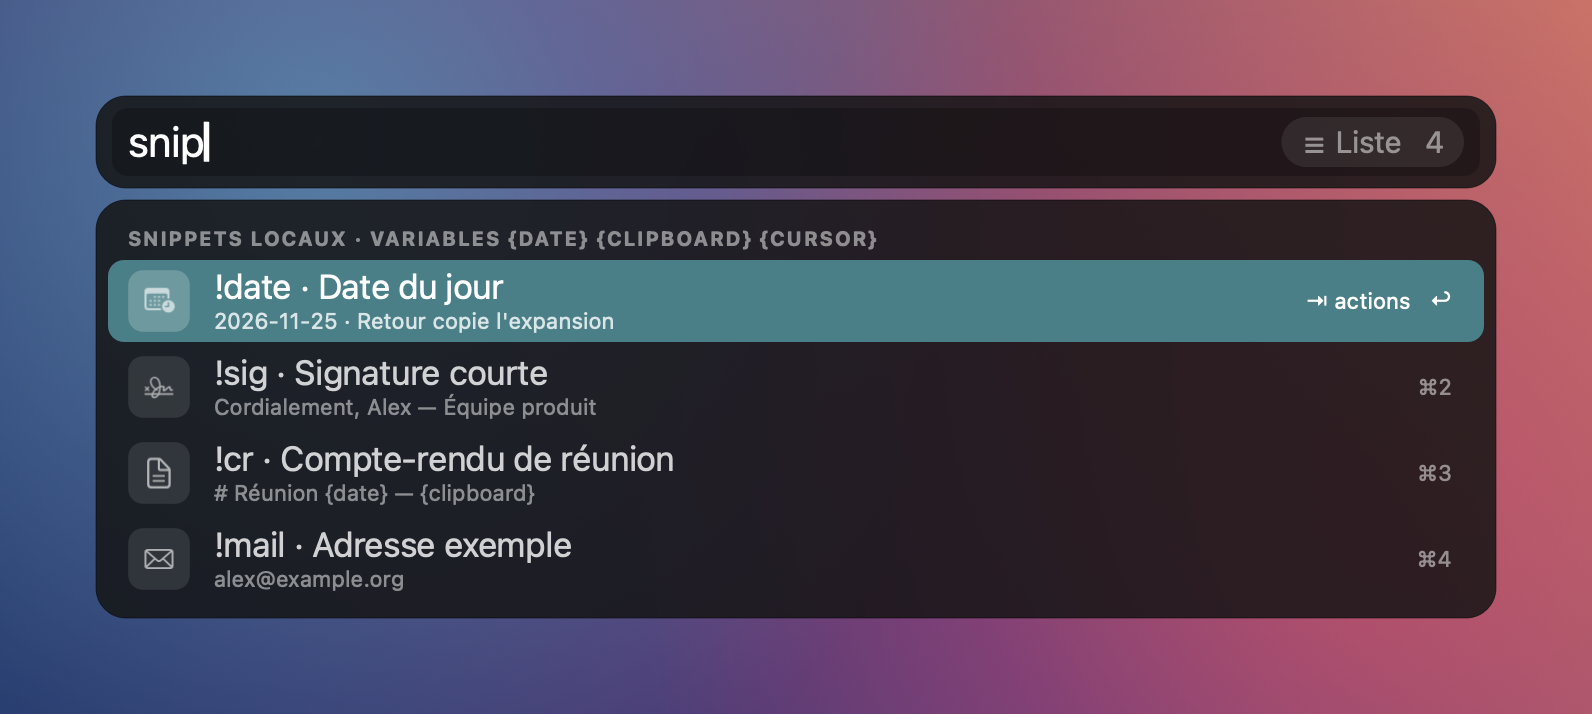 snip
≡ Liste 4
SNIPPETS LOCAUX · VARIABLES {DATE} {CLIPBOARD} {CURSOR}
!date · Date du jour
2026-11-25 · Retour copie l'expansion
⇥ actions ↩
!sig · Signature courte
Cordialement, Alex — Équipe produit
⌘2
!cr · Compte-rendu de réunion
# Réunion {date} — {clipboard}
⌘3
!mail · Adresse exemple
alex@example.org
⌘4